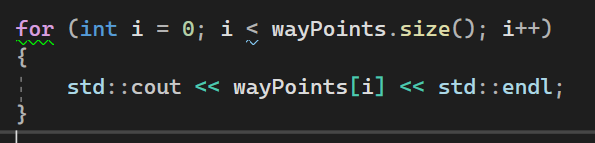 for (int i = 0; i < wayPoints.size(); i++)
{
    std::cout << wayPoints[i] << std::endl;
}